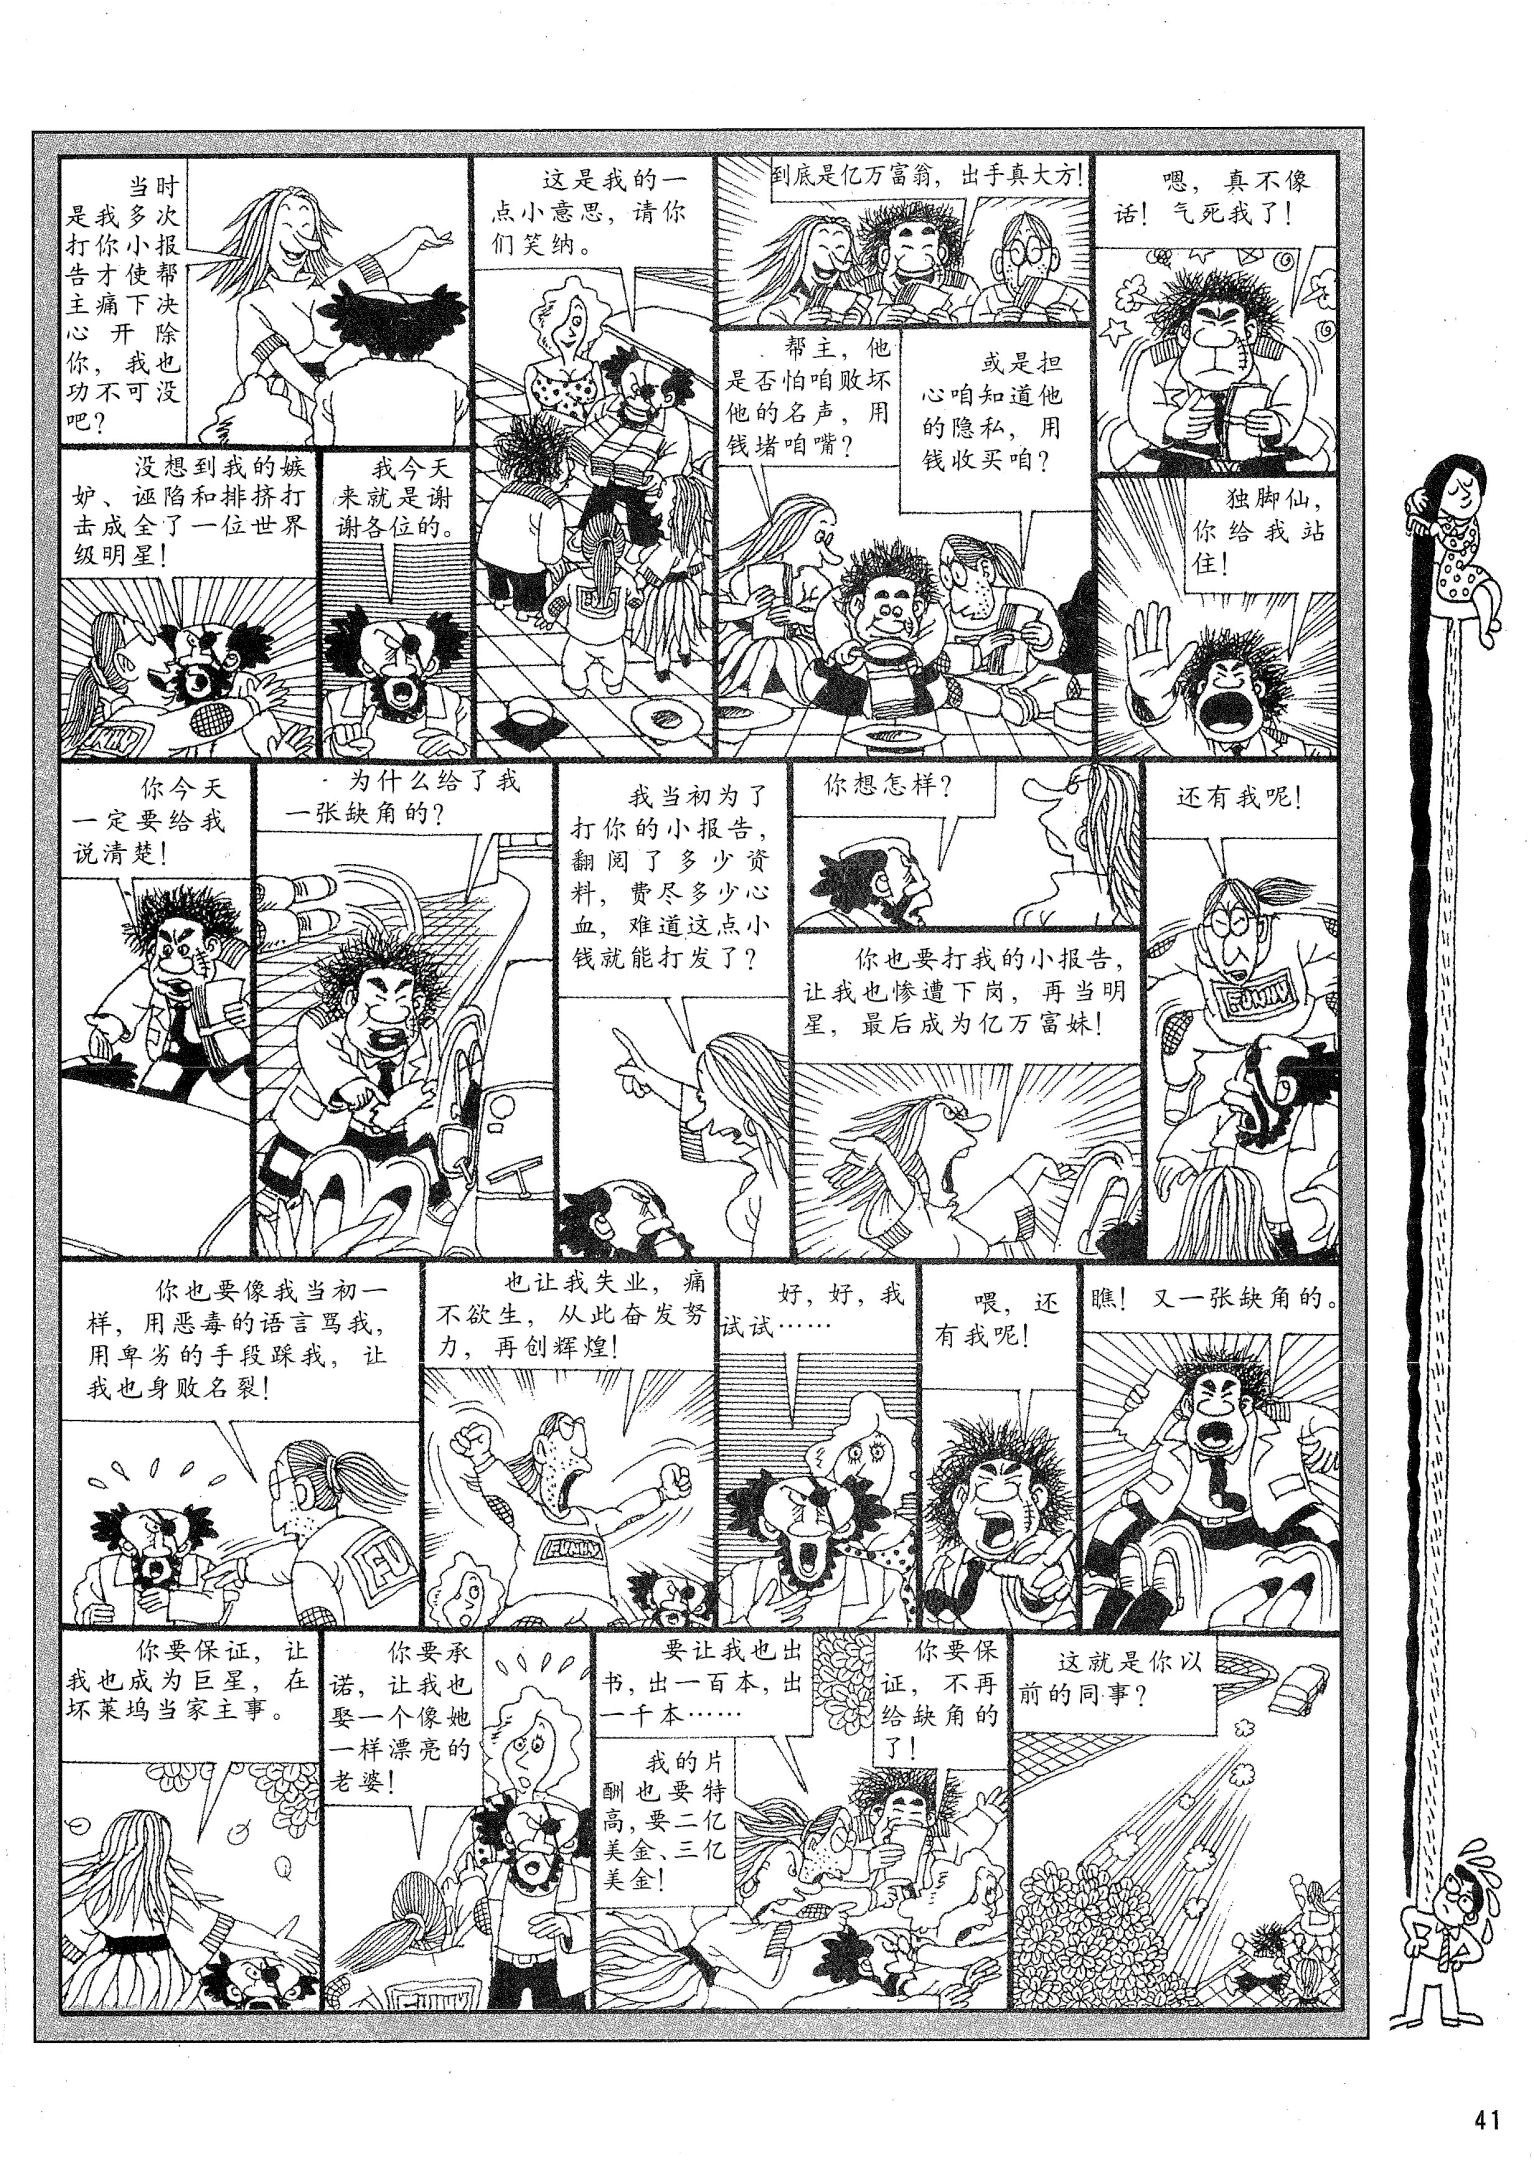 当时
是我多次
打你小报
告才使帮
主痛下决
心开除
你，我也
功不可没
吧？
没想到我的嫉
妒、诬陷和排挤打
击成全了一位世界
级明星！
我今天
来就是谢
谢各位的。
这是我的一
点小意思，请你
们笑纳。
到底是亿万富翁，出手真大方！
帮主，他
是否怕咱败坏
他的名声，用
钱堵咱嘴？
或是担
心咱知道他
的隐私，用
钱收买咱？
嗯，真不像
话！气死我了！
独脚仙，
你给我站
住！
你今天
一定要给我
说清楚！
为什么给了我
一张缺角的？
我当初为了
打你的小报告，
翻阅了多少资
料，费尽多少心
血，难道这点小
钱就能打发了？
你想怎样？
你也要打我的小报告，
让我也惨遭下岗，再当明
星，最后成为亿万富妹！
还有我呢！
FUNNY
你也要像我当初一
样，用恶毒的语言骂我，
用卑劣的手段踩我，让
我也身败名裂！
FU
也让我失业，痛
不欲生，从此奋发努
力，再创辉煌！
FUNNY
好，好，我
试试……
喂，还
有我呢！
瞧！又一张缺角的。
你要保证，让
我也成为巨星，在
坏莱坞当家主事。
你要承
诺，让我也
娶一个像她
一样漂亮的
老婆！
要让我也出
书，出一百本，出
一千本……
我的片
酬也要特
高，要二亿
美金、三亿
美金！
你要保
证，不再
给缺角的
了！
这就是你以
前的同事？
41